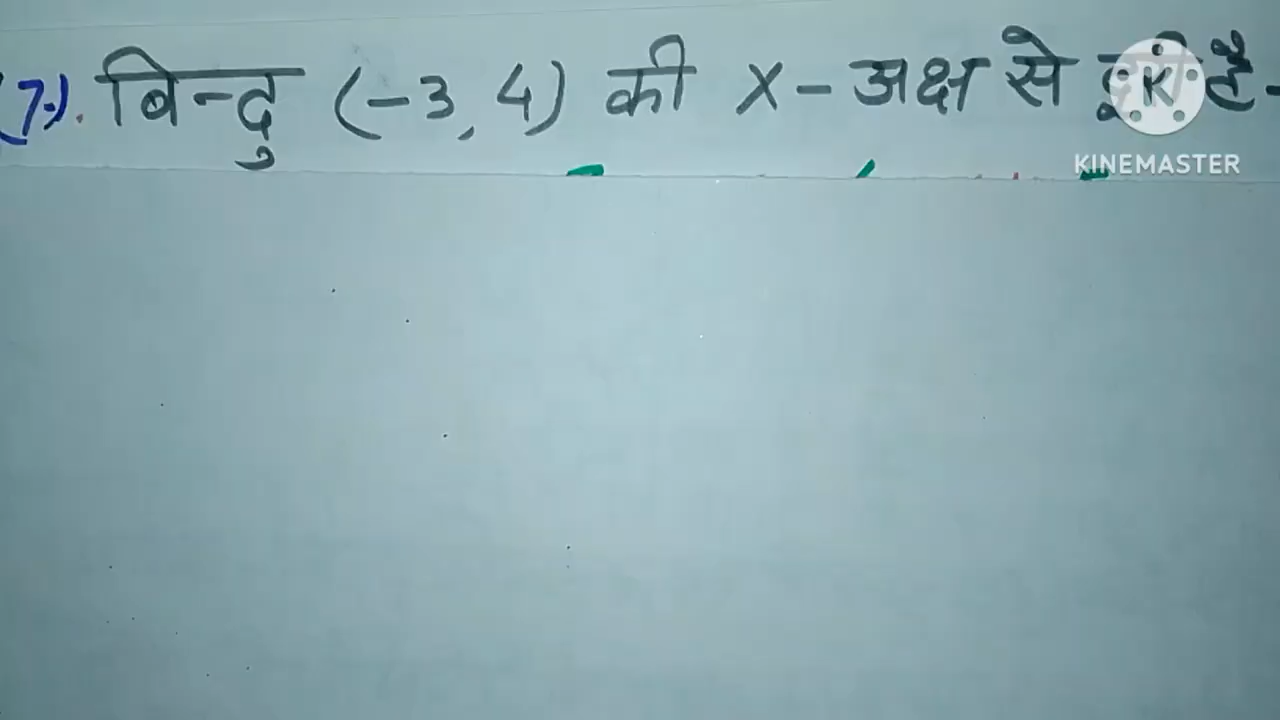 (7.). बिन्दु (-3, 4) की x- अक्ष से है-
KINEMASTER